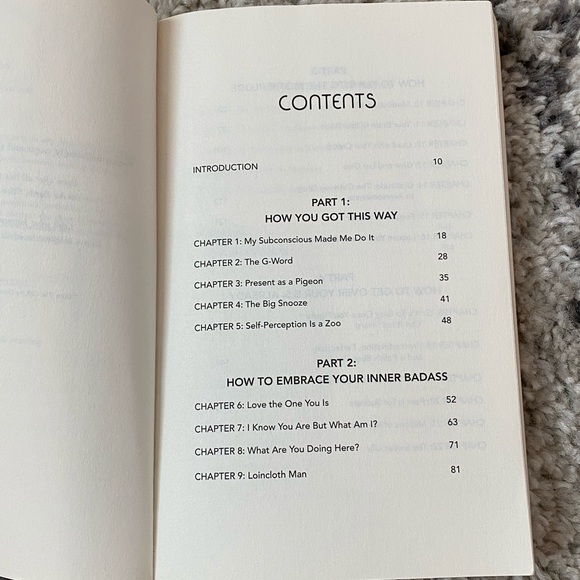 CONTENTS
INTRODUCTION 10
PART 1:
HOW YOU GOT THIS WAY
CHAPTER 1: My Subconscious Made Me Do It 18
CHAPTER 2: The G-Word 28
CHAPTER 3: Present as a Pigeon 35
CHAPTER 4: The Big Snooze 41
CHAPTER 5: Self-Perception Is a Zoo 48
PART 2:
HOW TO EMBRACE YOUR INNER BADASS
CHAPTER 6: Love the One You Is 52
CHAPTER 7: I Know You Are But What Am I? 63
CHAPTER 8: What Are You Doing Here? 71
CHAPTER 9: Loincloth Man 81